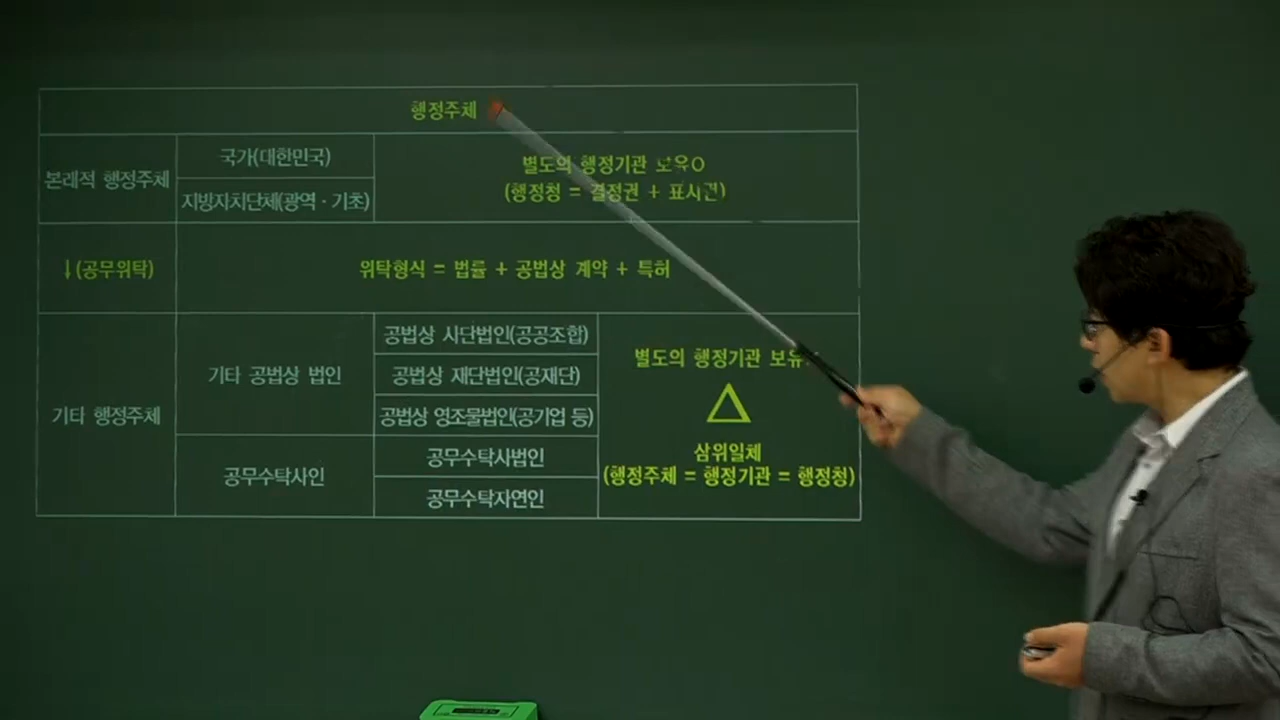 행정주체
본래적 행정주체
국가(대한민국)
지방자치단체(광역·기초)
별도의 행정기관 보유O
(행정청 = 결정권 + 표시권)
↓(공무위탁)
위탁형식 = 법률 + 공법상 계약 + 특허
기타 행정주체
기타 공법상 법인
공법상 사단법인(공공조합)
공법상 재단법인(공재단)
공법상 영조물법인(공기업 등)
공무수탁사인
공무수탁사법인
공무수탁자연인
별도의 행정기관 보유
삼위일체
(행정주체 = 행정기관 = 행정청)